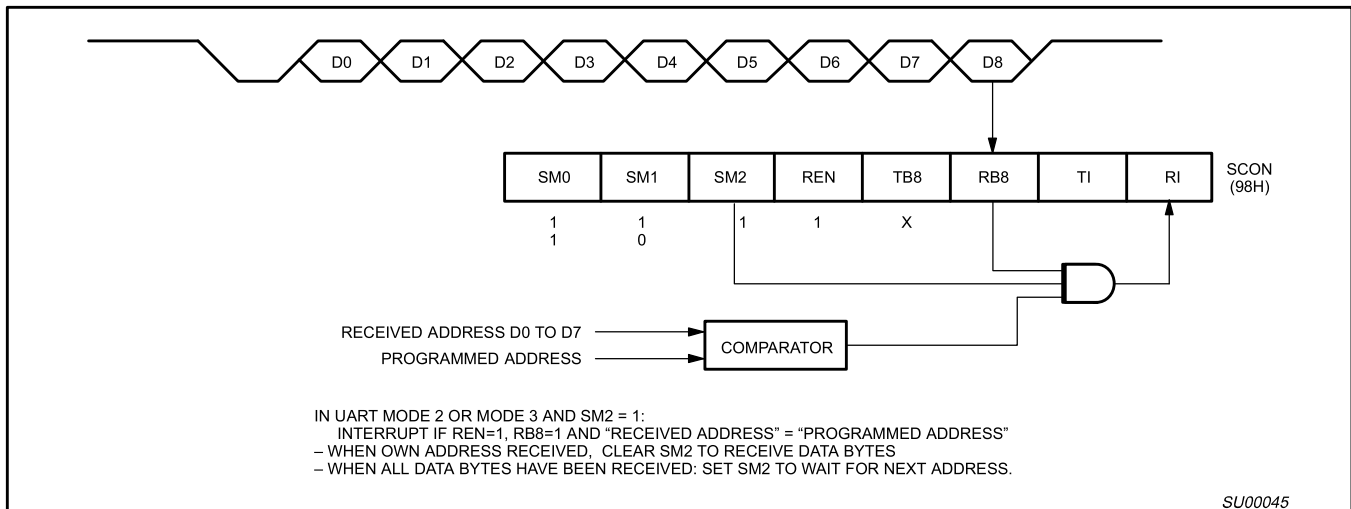 D0 D1 D2 D3 D4 D5 D6 D7 D8
SM0 SM1 SM2 REN TB8 RB8 TI RI
SCON
(98H)
1 1 1 1 X
1 0
RECEIVED ADDRESS D0 TO D7
PROGRAMMED ADDRESS
COMPARATOR
IN UART MODE 2 OR MODE 3 AND SM2 = 1:
INTERRUPT IF REN=1, RB8=1 AND “RECEIVED ADDRESS” = “PROGRAMMED ADDRESS”
– WHEN OWN ADDRESS RECEIVED, CLEAR SM2 TO RECEIVE DATA BYTES
– WHEN ALL DATA BYTES HAVE BEEN RECEIVED: SET SM2 TO WAIT FOR NEXT ADDRESS.
SU00045